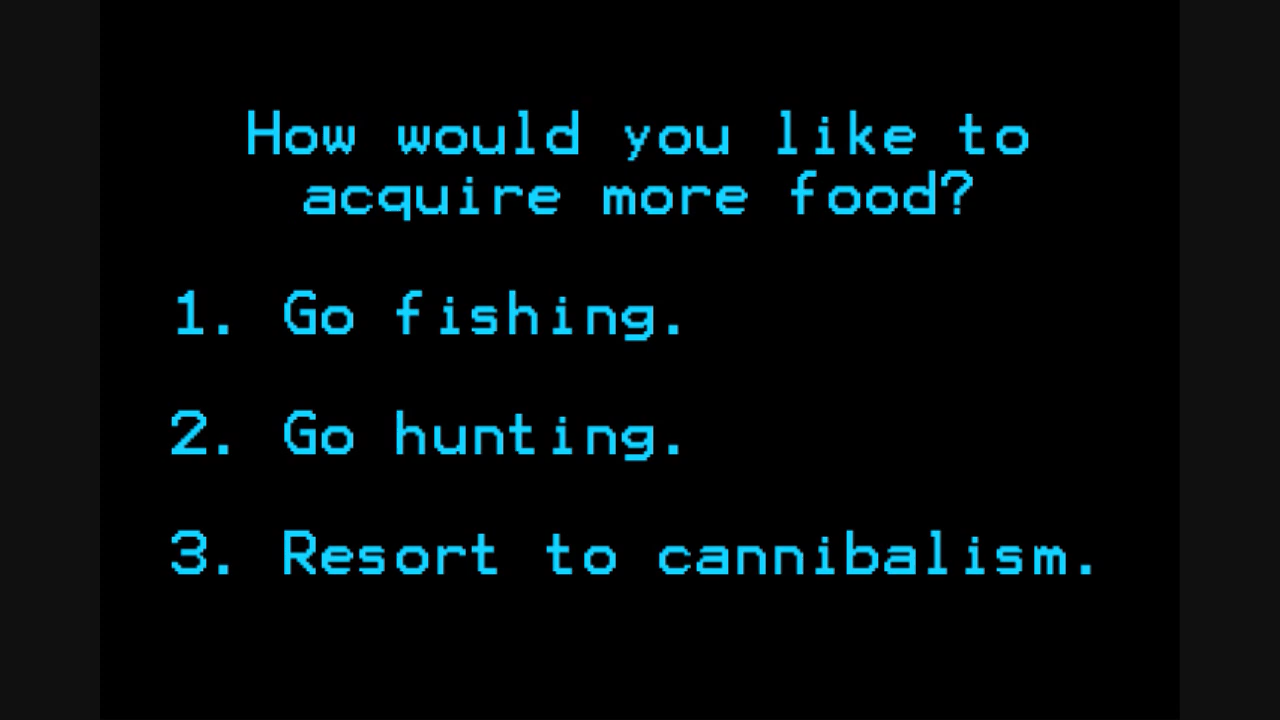 How would you like to
acquire more food?
1. Go fishing.
2. Go hunting.
3. Resort to cannibalism.